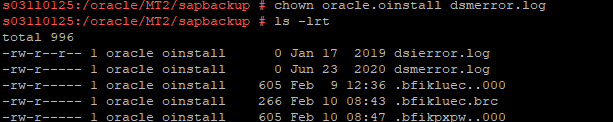 s03110125:/oracle/MT2/sapbackup # chown oracle.oinstall dsmerror.log
s03110125:/oracle/MT2/sapbackup # ls -lrt
total 996
-rw-r--r-- 1 oracle oinstall 0 Jan 17 2019 dsierror.log
-rw-r----- 1 oracle oinstall 0 Jun 23 2020 dsmerror.log
-rw-r----- 1 oracle oinstall 605 Feb 9 12:36 .bfikluec..000
-rw-r----- 1 oracle oinstall 266 Feb 10 08:43 .bfikluec.brc
-rw-r----- 1 oracle oinstall 605 Feb 10 08:47 .bfikpxpw..000